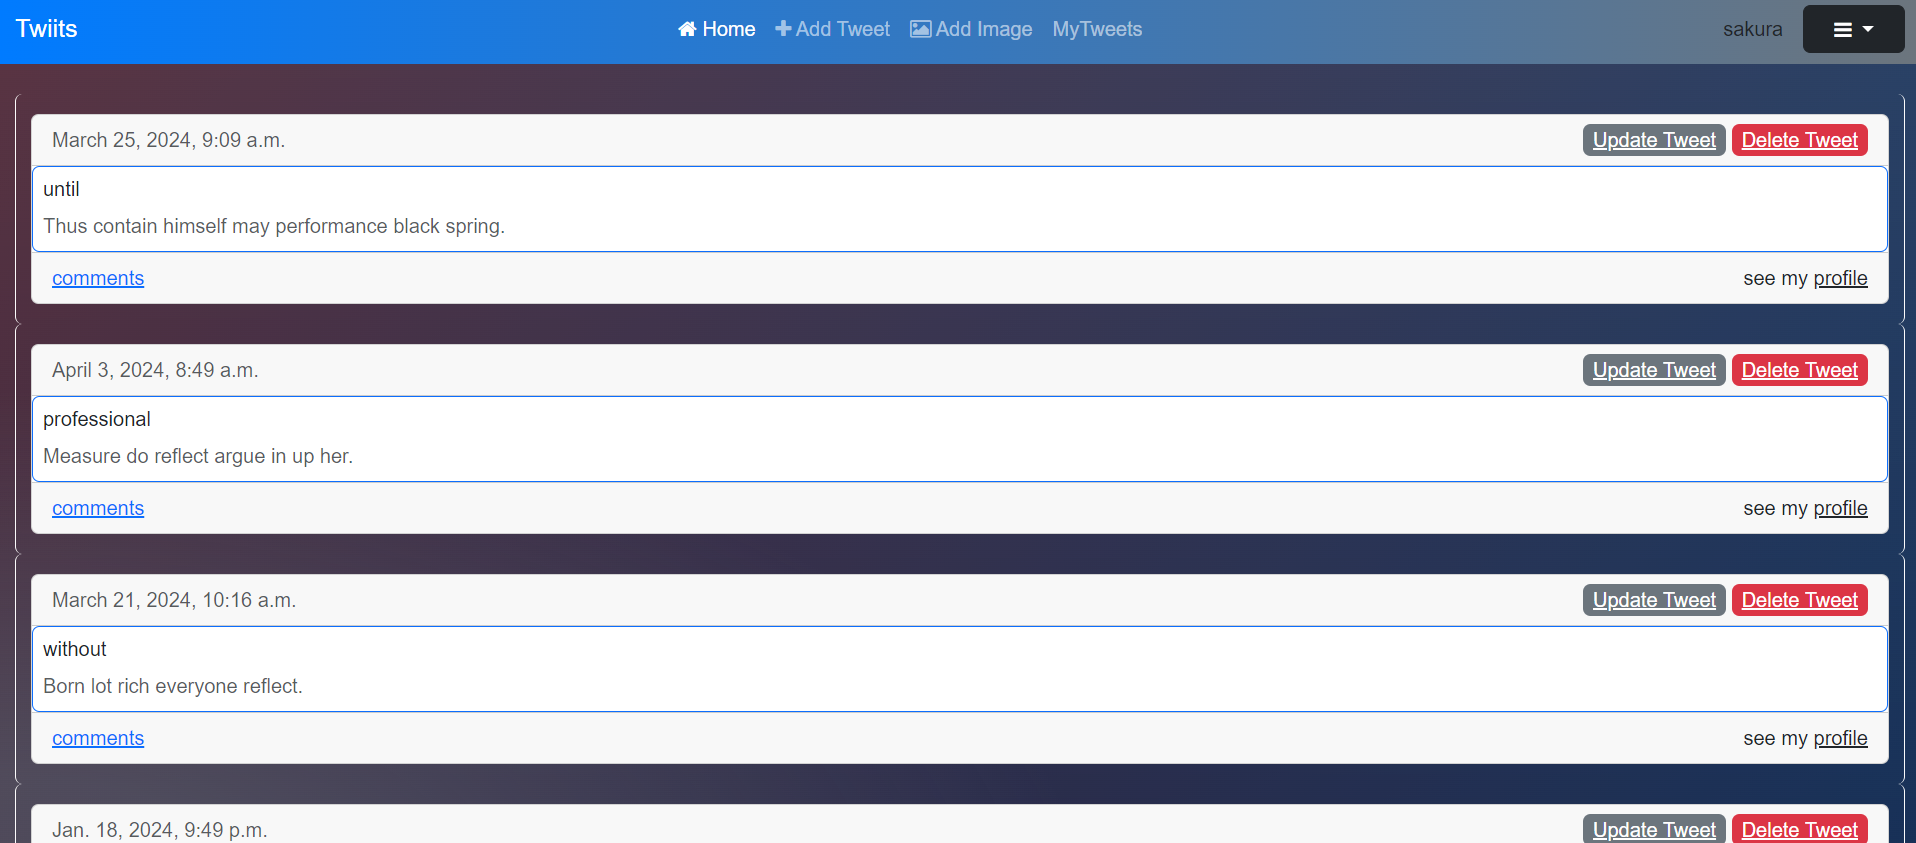 Twiits Home Add Tweet Add Image MyTweets sakura
March 25, 2024, 9:09 a.m. Update Tweet Delete Tweet
until
Thus contain himself may performance black spring.
comments see my profile
April 3, 2024, 8:49 a.m. Update Tweet Delete Tweet
professional
Measure do reflect argue in up her.
comments see my profile
March 21, 2024, 10:16 a.m. Update Tweet Delete Tweet
without
Born lot rich everyone reflect.
comments see my profile
Jan. 18, 2024, 9:49 p.m. Update Tweet Delete Tweet